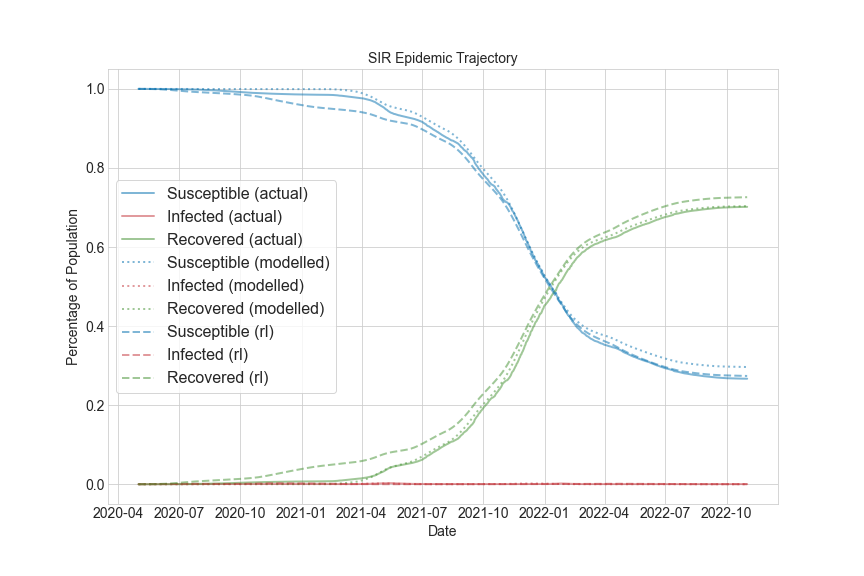 SIR Epidemic Trajectory
Percentage of Population
1.0
0.8
0.6
0.4
0.2
0.0
Susceptible (actual)
Infected (actual)
Recovered (actual)
Susceptible (modelled)
Infected (modelled)
Recovered (modelled)
Susceptible (rl)
Infected (rl)
Recovered (rl)
2020-04 2020-07 2020-10 2021-01 2021-04 2021-07 2021-10 2022-01 2022-04 2022-07 2022-10
Date